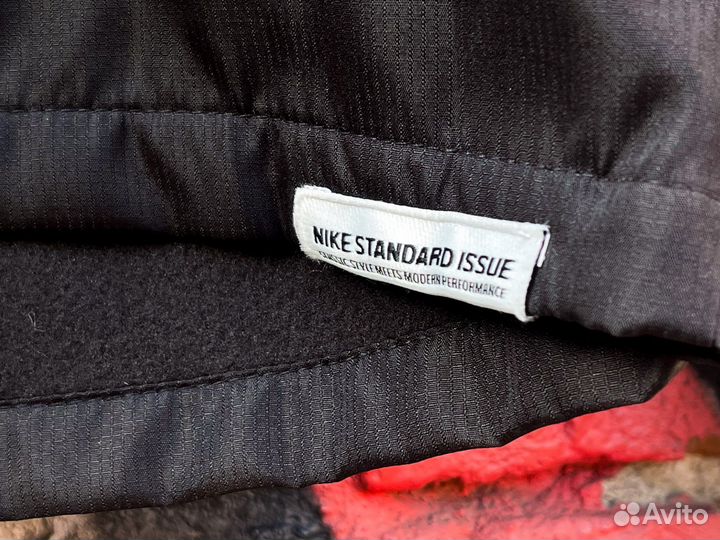 NIKE STANDARD ISSUE
CLASSIC STYLE MEETS MODERN PERFORMANCE
Avito